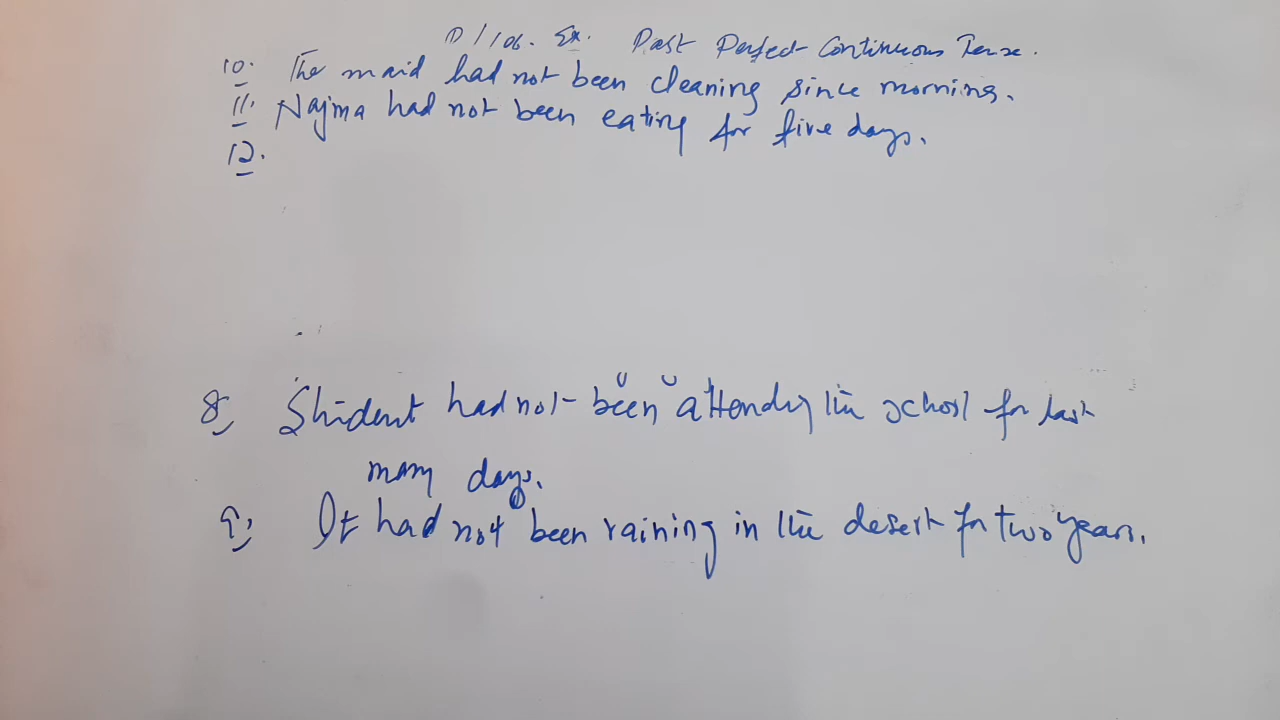 D/106. Ex. Past Perfect Continuous Tense.
10. The maid had not been cleaning since morning.
11. Najma had not been eating for five days.
12.
8, Student had not been attending the school for last
many days.
9, It had not been raining in the desert for two years.